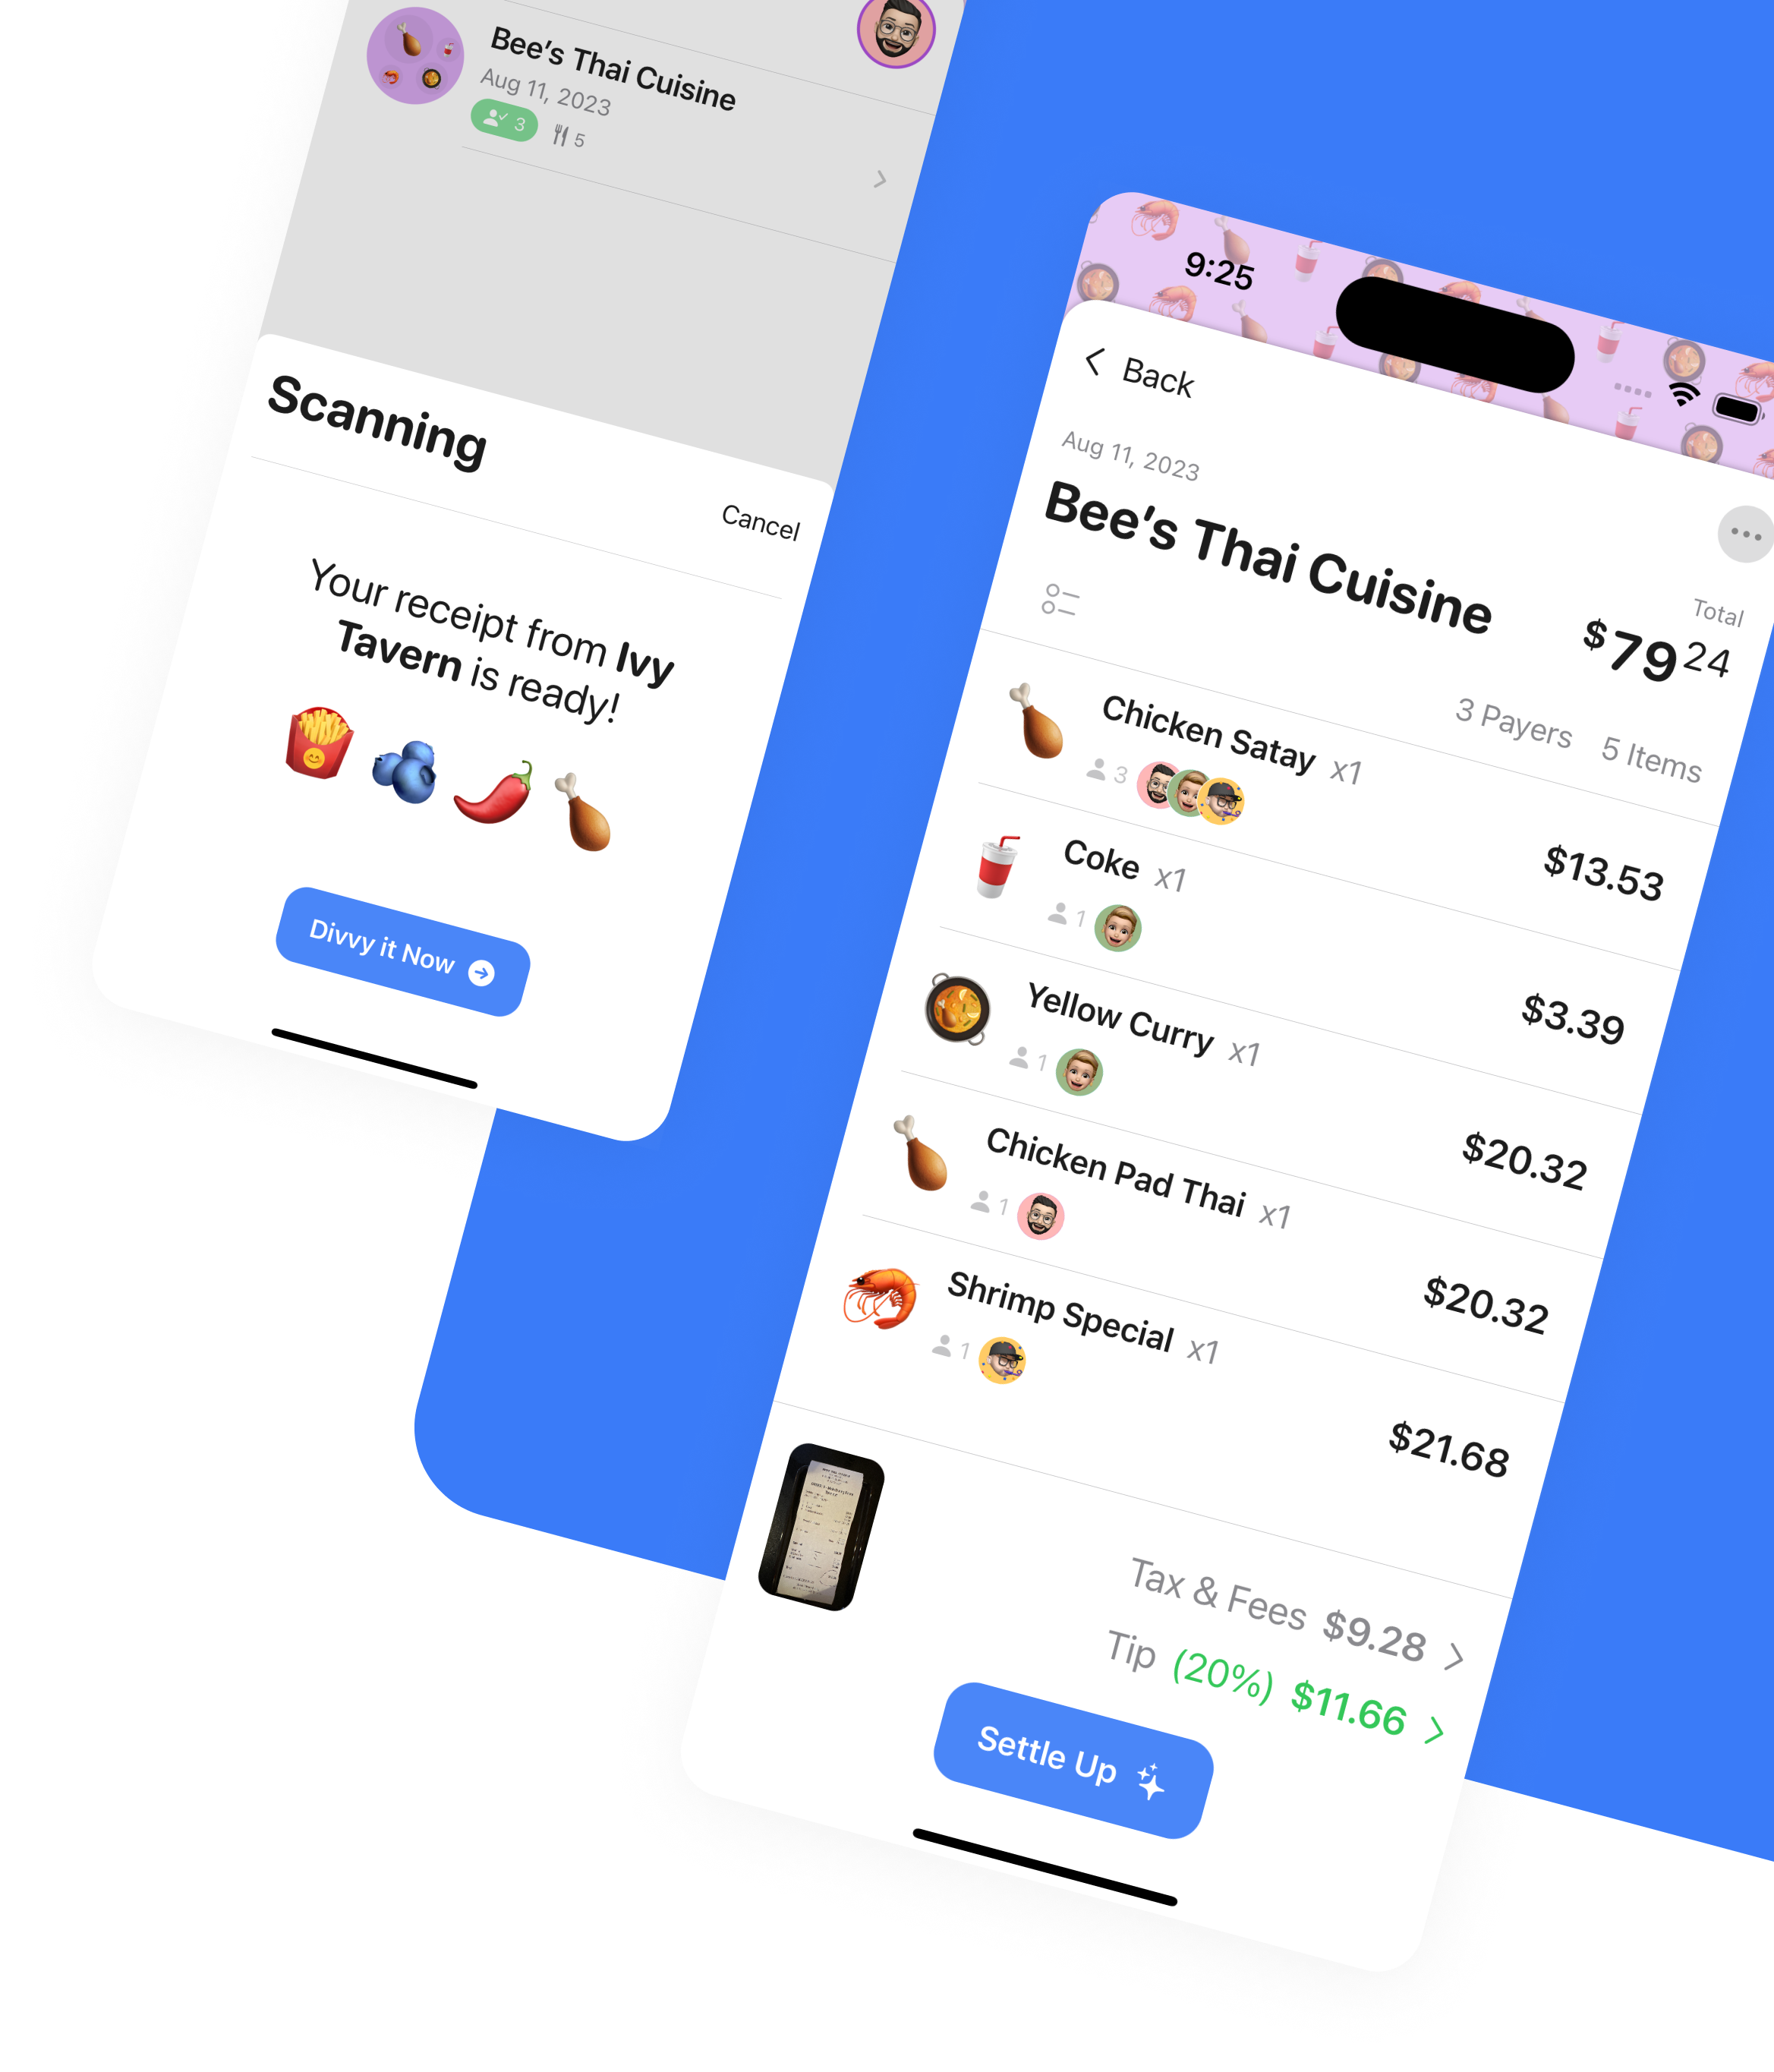 Bee's Thai Cuisine
Aug 11, 2023
3 5
Scanning
Cancel
Your receipt from Ivy
Tavern is ready!
Divvy it Now
9:25
Back
Aug 11, 2023
Bee's Thai Cuisine
Total
$79 24
3 Payers 5 Items
Chicken Satay x1
3
$13.53
Coke x1
1
$3.39
Yellow Curry x1
1
$20.32
Chicken Pad Thai x1
1
$20.32
Shrimp Special x1
1
$21.68
Tax & Fees $9.28
Tip (20%) $11.66
Settle Up